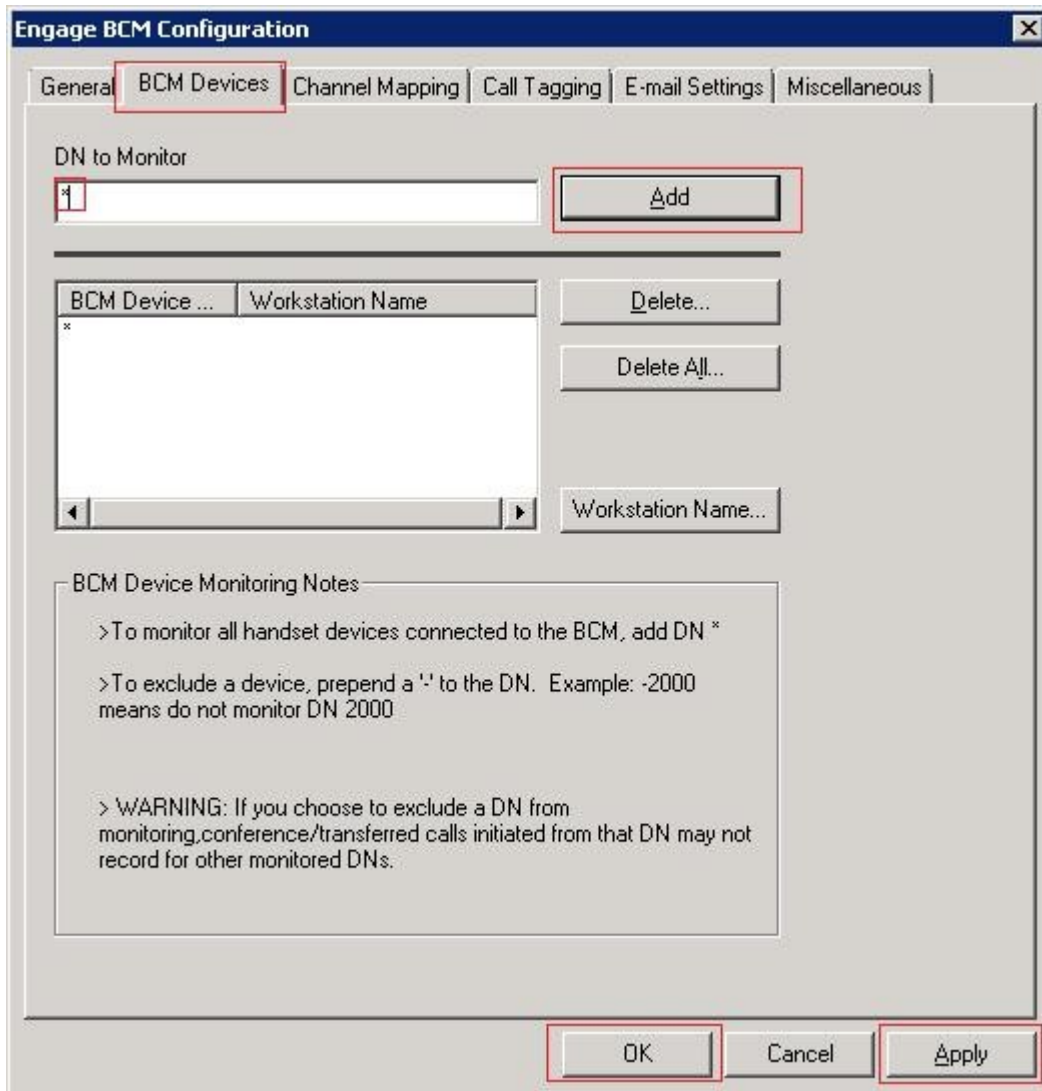 Engage BCM Configuration
General BCM Devices Channel Mapping Call Tagging E-mail Settings Miscellaneous
DN to Monitor
*
Add
BCM Device ... Workstation Name
*
Delete...
Delete All...
Workstation Name...
BCM Device Monitoring Notes
>To monitor all handset devices connected to the BCM, add DN *
>To exclude a device, prepend a '-' to the DN. Example: -2000
means do not monitor DN 2000
> WARNING: If you choose to exclude a DN from
monitoring,conference/transferred calls initiated from that DN may not
record for other monitored DNs.
OK Cancel Apply